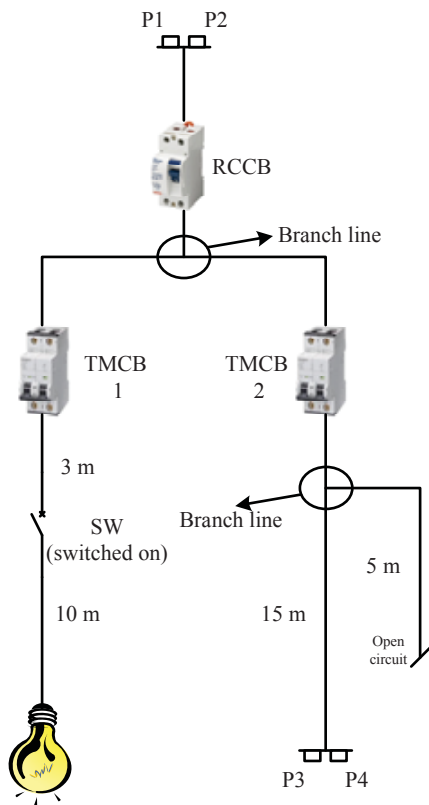 P1 P2
RCCB
Branch line
TMCB
1
TMCB
2
3 m
Branch line
SW
(switched on)
5 m
10 m
15 m
Open
circuit
P3 P4